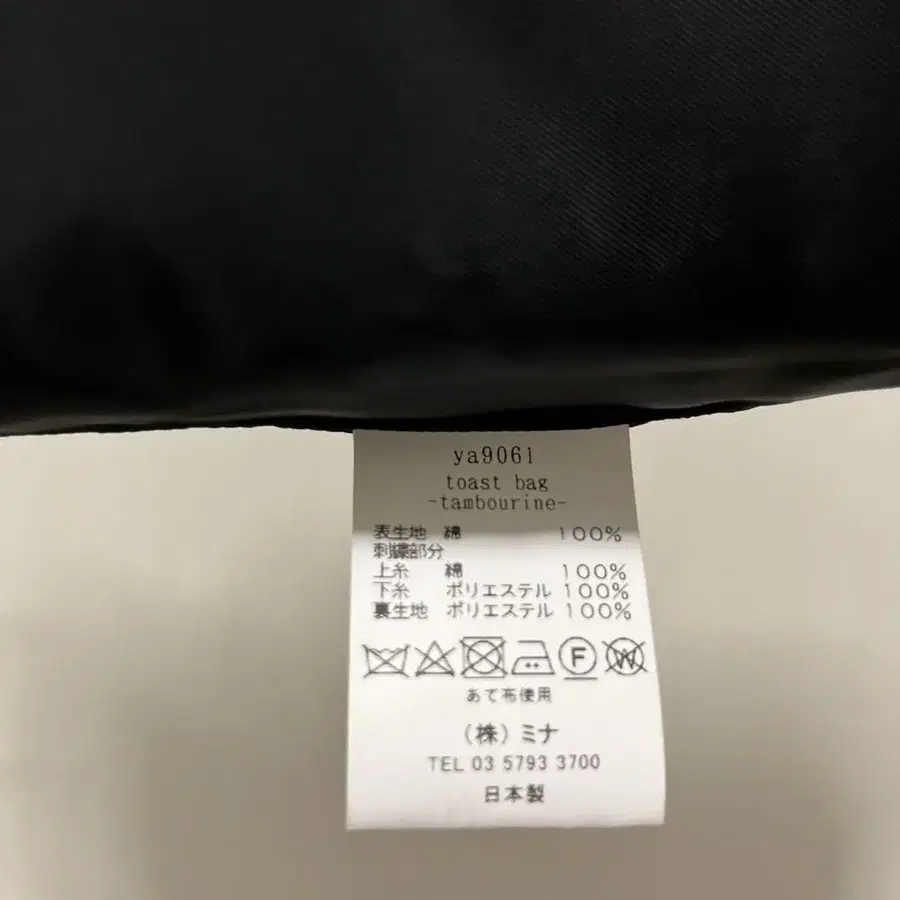 ya9061
toast bag
-tambourine-
表生地 綿 100%
刺繍部分
上糸 綿 100%
下糸 ポリエステル 100%
裏生地 ポリエステル 100%
F W
あて布使用
(株)ミナ
TEL 03 5793 3700
日本製